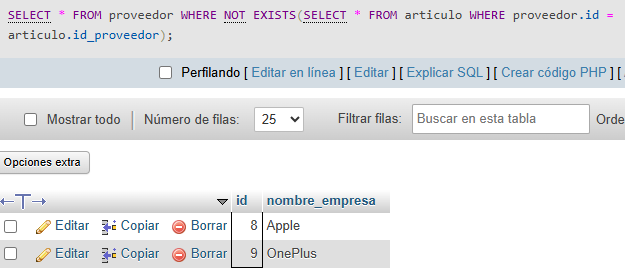 SELECT * FROM proveedor WHERE NOT EXISTS(SELECT * FROM articulo WHERE proveedor.id =
articulo.id_proveedor);
Perfilando [ Editar en línea ] [ Editar ] [ Explicar SQL ] [ Crear código PHP ] [
Mostrar todo Número de filas: 25 Filtrar filas: Buscar en esta tabla Orde
Opciones extra
←T→ id nombre_empresa
Editar Copiar Borrar 8 Apple
Editar Copiar Borrar 9 OnePlus